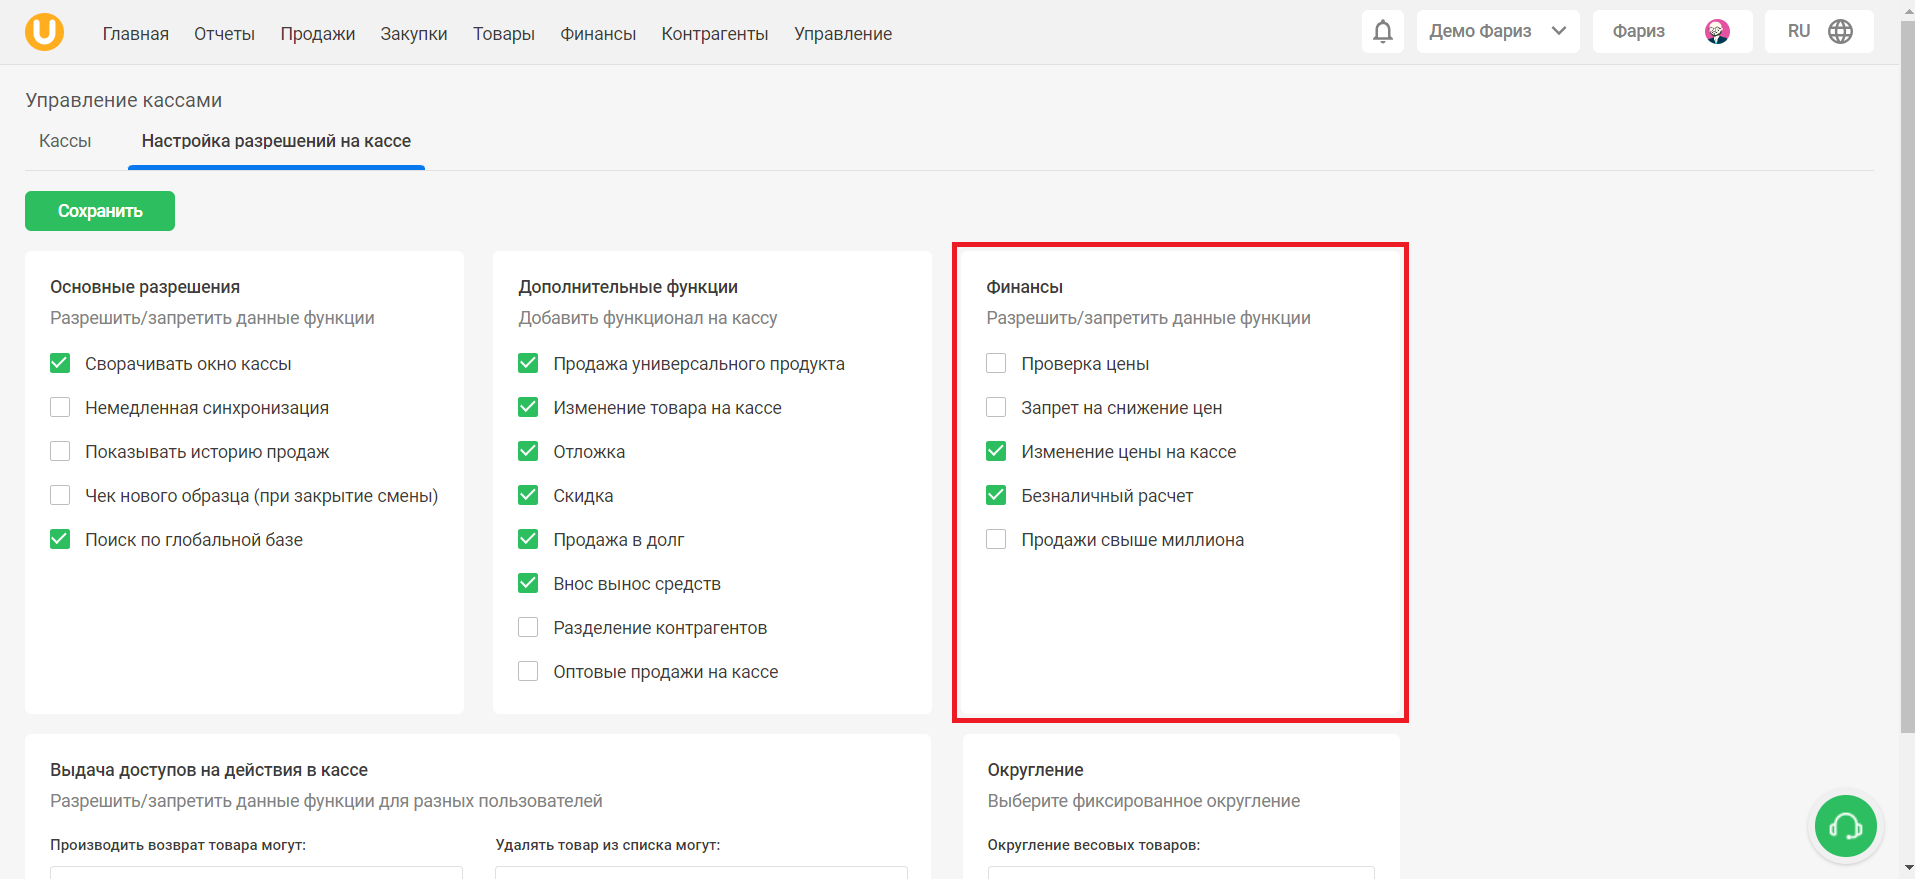 U
Главная Отчеты Продажи Закупки Товары Финансы Контрагенты Управление
Демо Фариз
Фариз
RU
Управление кассами
Кассы
Настройка разрешений на кассе
Сохранить
Основные разрешения
Разрешить/запретить данные функции
Сворачивать окно кассы
Немедленная синхронизация
Показывать историю продаж
Чек нового образца (при закрытие смены)
Поиск по глобальной базе
Дополнительные функции
Добавить функционал на кассу
Продажа универсального продукта
Изменение товара на кассе
Отложка
Скидка
Продажа в долг
Внос вынос средств
Разделение контрагентов
Оптовые продажи на кассе
Финансы
Разрешить/запретить данные функции
Проверка цены
Запрет на снижение цен
Изменение цены на кассе
Безналичный расчет
Продажи свыше миллиона
Выдача доступов на действия в кассе
Разрешить/запретить данные функции для разных пользователей
Производить возврат товара могут:
Удалять товар из списка могут:
Округление
Выберите фиксированное округление
Округление весовых товаров: